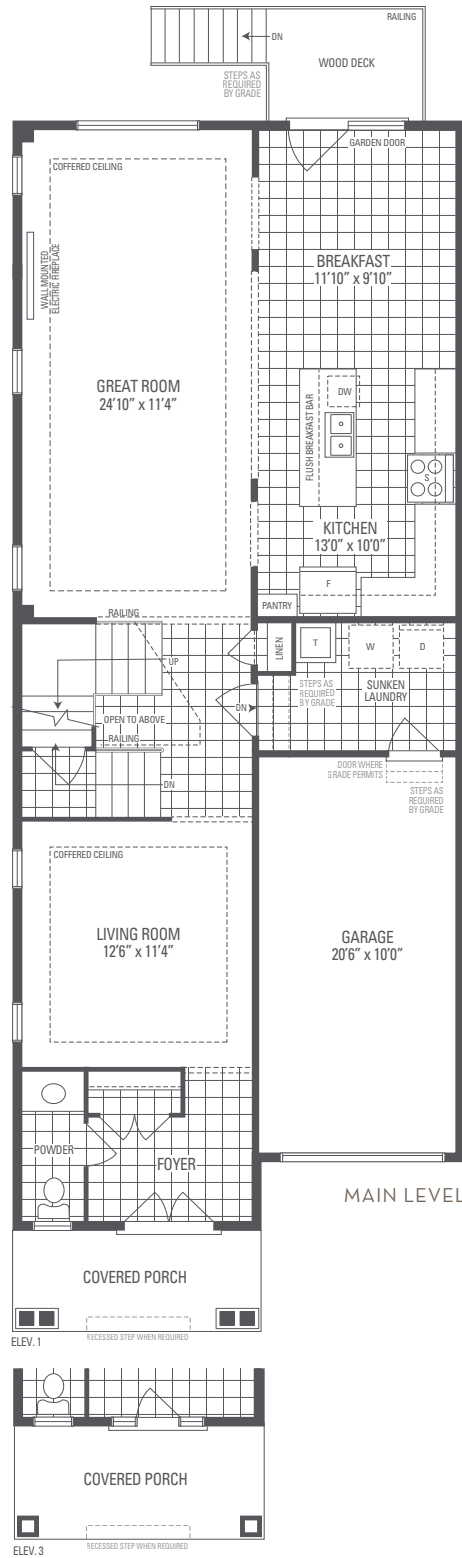 RAILING
DN
WOOD DECK
STEPS AS
REQUIRED
BY GRADE
GARDEN DOOR
COFFERED CEILING
WALL MOUNTED
ELECTRIC FIREPLACE
BREAKFAST
11'10" x 9'10"
GREAT ROOM
24'10" x 11'4"
DW
FLUSH BREAKFAST BAR
S
KITCHEN
13'0" x 10'0"
F
PANTRY
RAILING
LINEN
T
W
D
UP
SUNKEN
LAUNDRY
STEPS AS
REQUIRED
BY GRADE
DN
OPEN TO ABOVE
RAILING
DN
DOOR WHERE
GRADE PERMITS
STEPS AS
REQUIRED
BY GRADE
COFFERED CEILING
LIVING ROOM
12'6" x 11'4"
GARAGE
20'6" x 10'0"
POWDER
FOYER
MAIN LEVEL
COVERED PORCH
RECESSED STEP WHEN REQUIRED
ELEV. 1
COVERED PORCH
RECESSED STEP WHEN REQUIRED
ELEV. 3